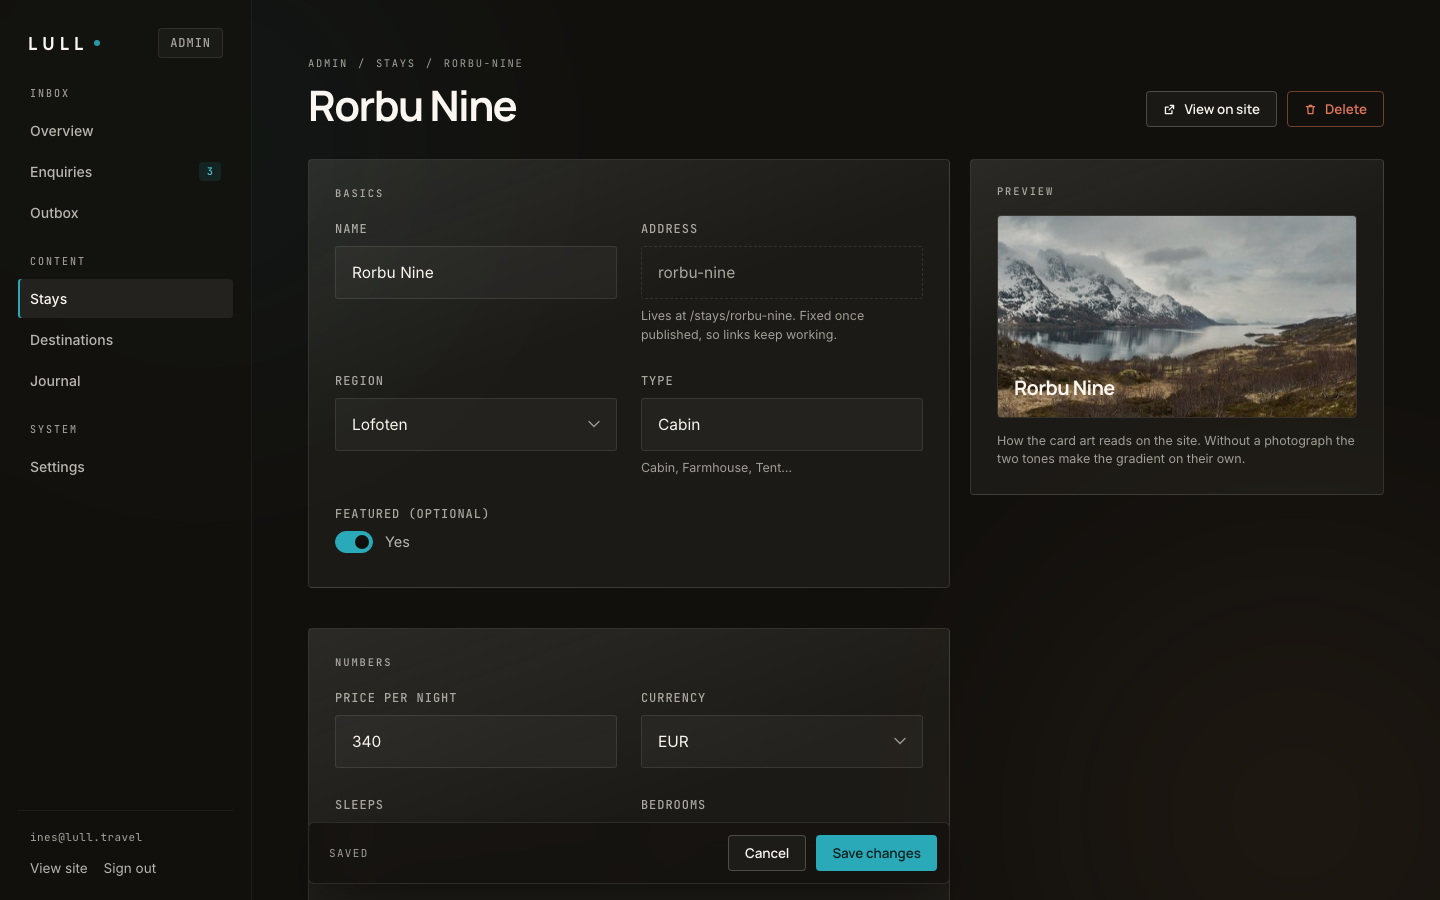 LULL
ADMIN
INBOX
Overview
Enquiries 3
Outbox
CONTENT
Stays
Destinations
Journal
SYSTEM
Settings
ines@lull.travel
View site Sign out
ADMIN / STAYS / RORBU-NINE
Rorbu Nine
View on site
Delete
BASICS
NAME
Rorbu Nine
ADDRESS
rorbu-nine
Lives at /stays/rorbu-nine. Fixed once
published, so links keep working.
REGION
Lofoten
TYPE
Cabin
Cabin, Farmhouse, Tent...
FEATURED (OPTIONAL)
Yes
NUMBERS
PRICE PER NIGHT
340
CURRENCY
EUR
SLEEPS
BEDROOMS
SAVED
Cancel
Save changes
PREVIEW
Rorbu Nine
How the card art reads on the site. Without a photograph the
two tones make the gradient on their own.